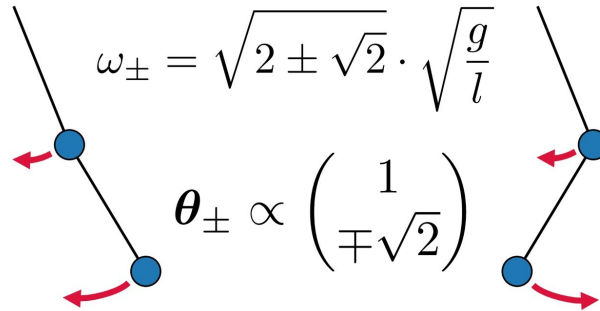 ω± = √(2 ± √2) · √(g/l)
θ± ∝ (1
∓√2)